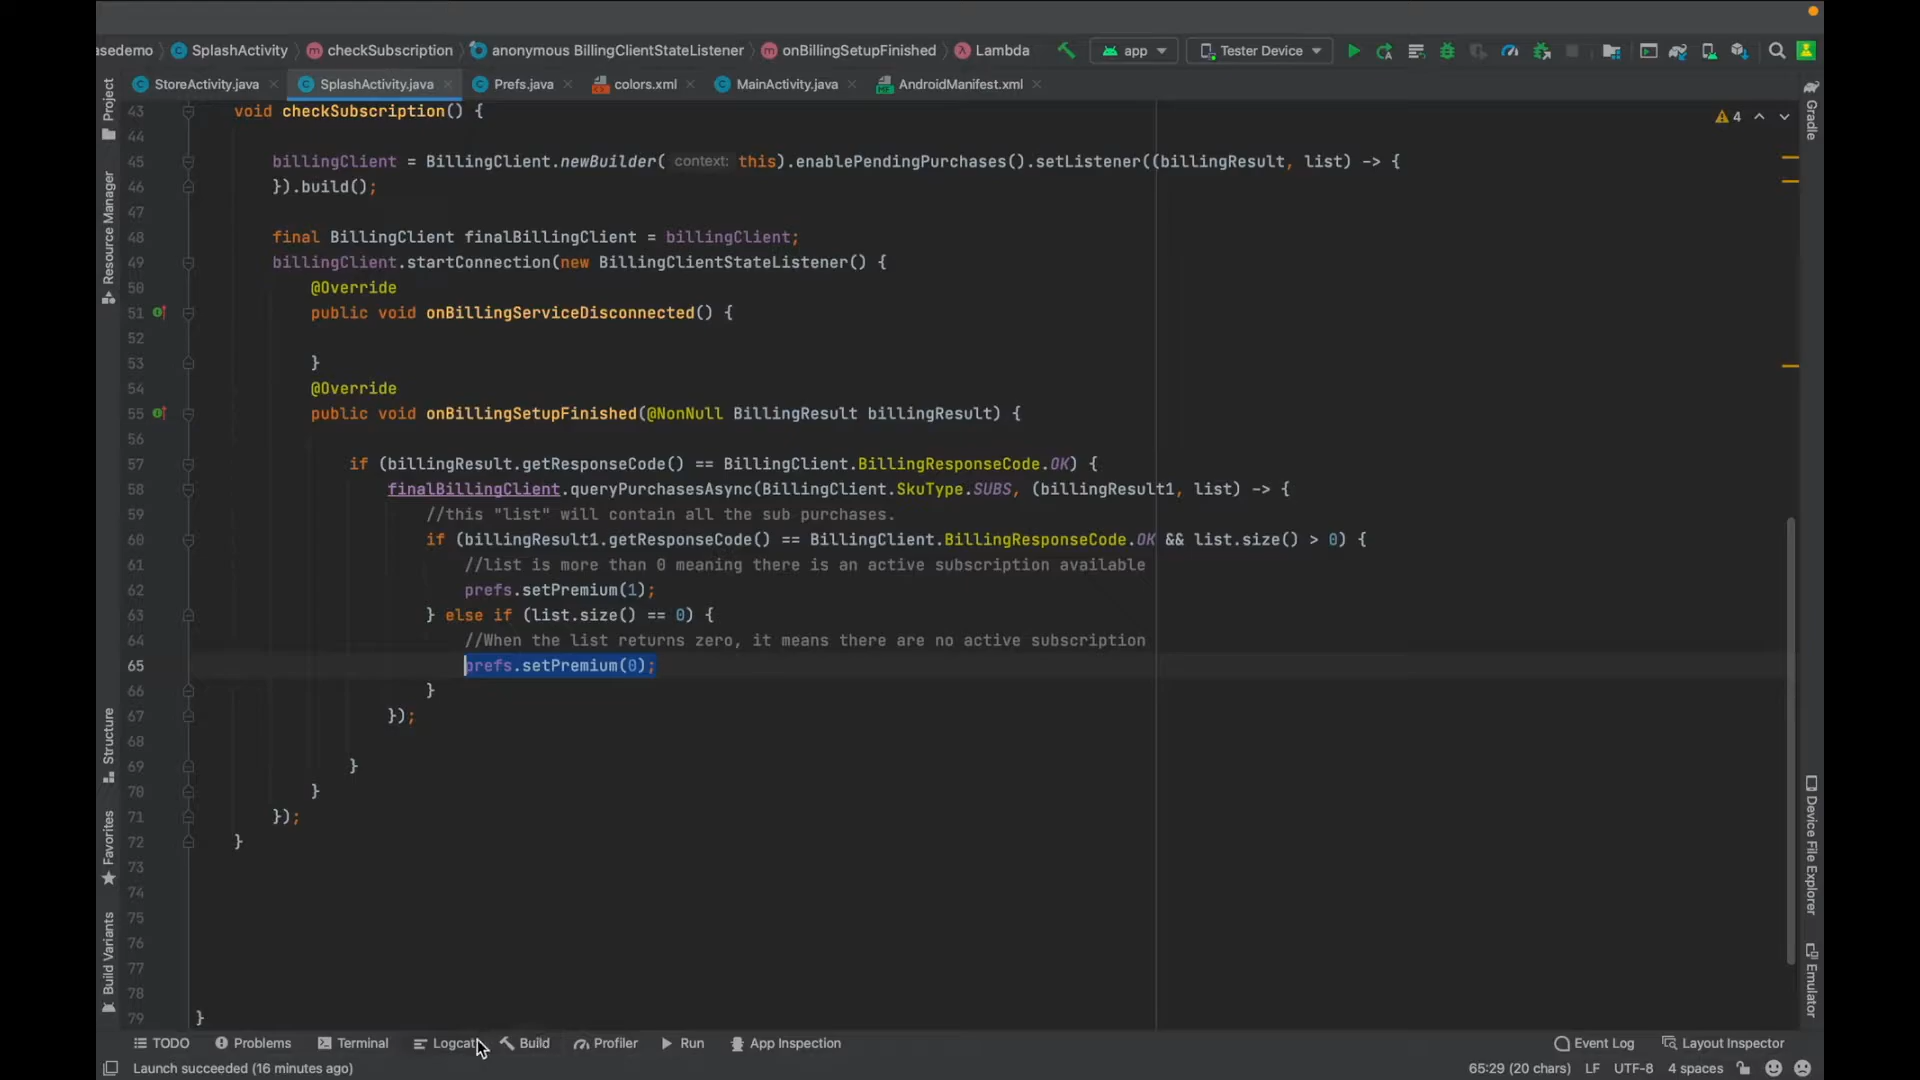 asedemo SplashActivity checkSubscription anonymous BillingClientStateListener onBillingSetupFinished Lambda app Tester Device
StoreActivity.java SplashActivity.java Prefs.java colors.xml MainActivity.java AndroidManifest.xml
Project
Resource Manager
Structure
Favorites
Build Variants
4
43 void checkSubscription() {
44
45 billingClient = BillingClient.newBuilder( context: this).enablePendingPurchases().setListener((billingResult, list) -> {
46 }).build();
47
48 final BillingClient finalBillingClient = billingClient;
49 billingClient.startConnection(new BillingClientStateListener() {
50 @Override
51 public void onBillingServiceDisconnected() {
52
53 }
54 @Override
55 public void onBillingSetupFinished(@NonNull BillingResult billingResult) {
56
57 if (billingResult.getResponseCode() == BillingClient.BillingResponseCode.OK) {
58 finalBillingClient.queryPurchasesAsync(BillingClient.SkuType.SUBS, (billingResult1, list) -> {
59 //this "list" will contain all the sub purchases.
60 if (billingResult1.getResponseCode() == BillingClient.BillingResponseCode.OK && list.size() > 0) {
61 //list is more than 0 meaning there is an active subscription available
62 prefs.setPremium(1);
63 } else if (list.size() == 0) {
64 //When the list returns zero, it means there are no active subscription
65 prefs.setPremium(0);
66 }
67 });
68
69 }
70 }
71 });
72 }
73
74
75
76
77
78
79 }
Gradle
Device File Explorer
Emulator
TODO Problems Terminal Logcat Build Profiler Run App Inspection Event Log Layout Inspector
Launch succeeded (16 minutes ago) 65:29 (20 chars) LF UTF-8 4 spaces